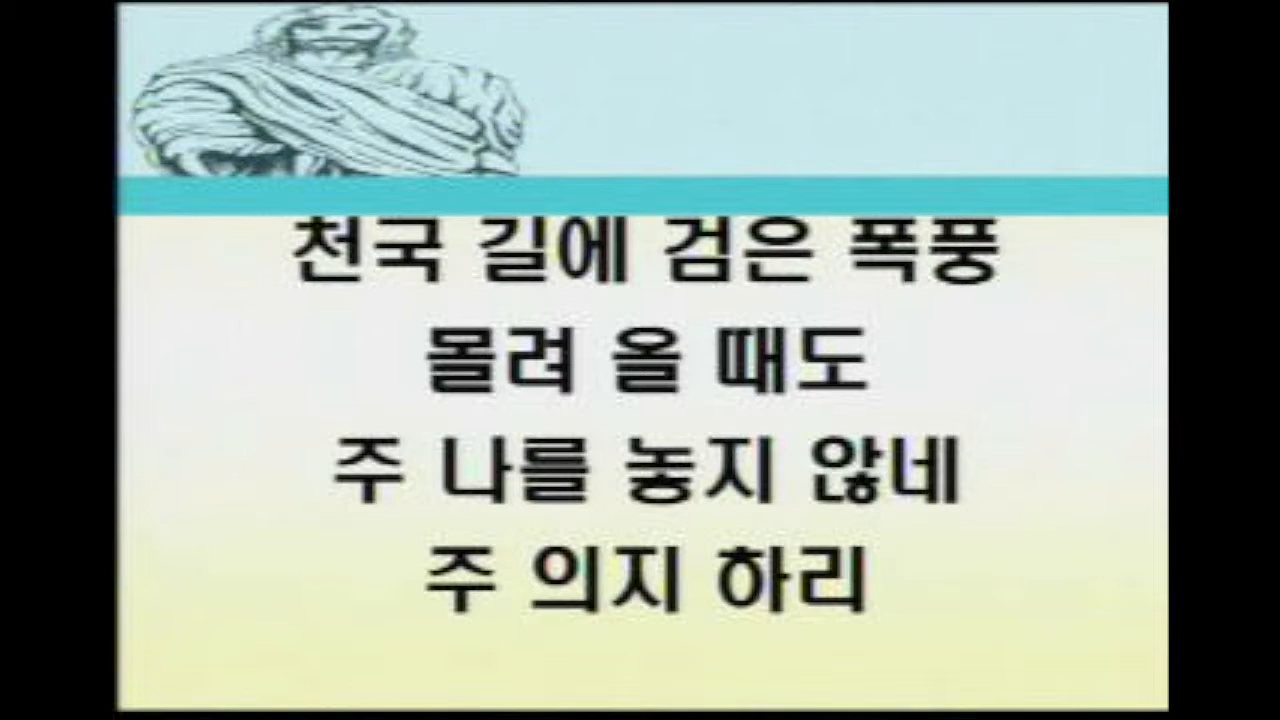 천국 길에 검은 폭풍
몰려 올 때도
주 나를 놓지 않네
주 의지 하리